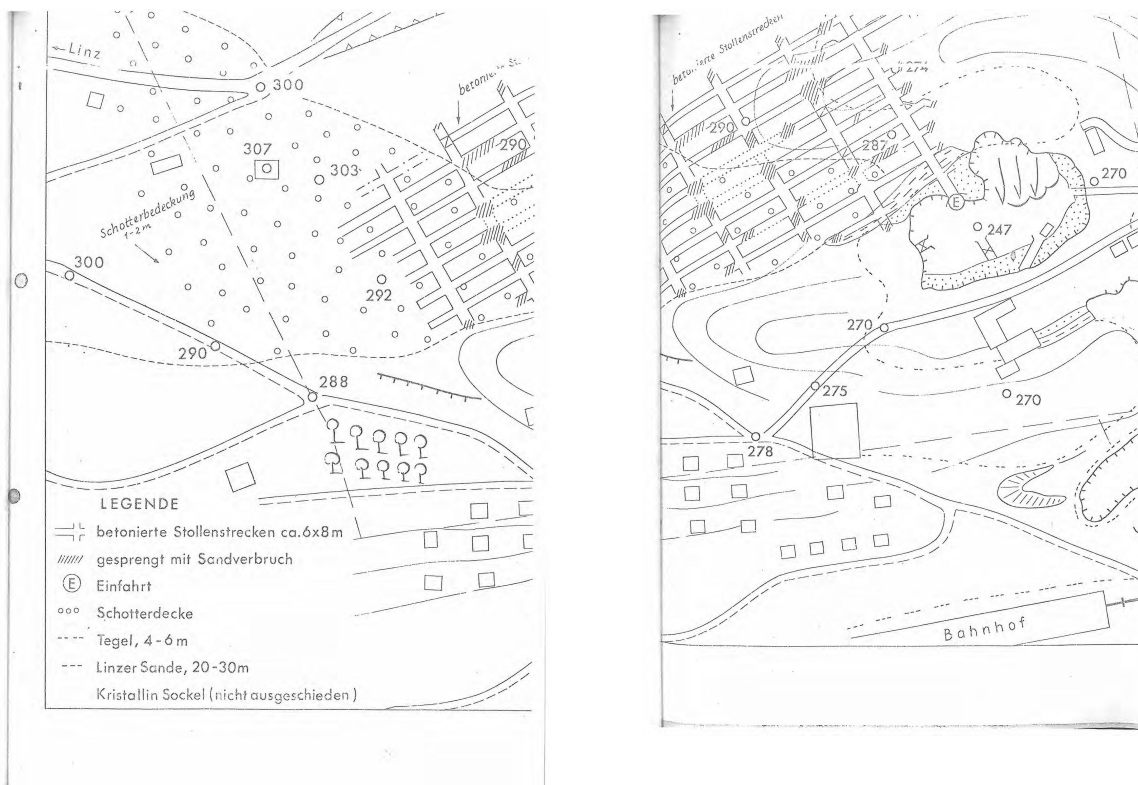 ←Linz
300
betonierte St
290
307
303
Schotterbedeckung
1-2m
300
292
290
288
LEGENDE
betonierte Stollenstrecken ca.6x8m
gesprengt mit Sandverbruch
E Einfahrt
Schotterdecke
Tegel, 4-6m
Linzer Sande, 20-30m
Kristallin Sockel (nicht ausgeschieden)
betonierte Stollenstrecken
274
290
287
270
E
247
270
275
270
278
Bahnhof